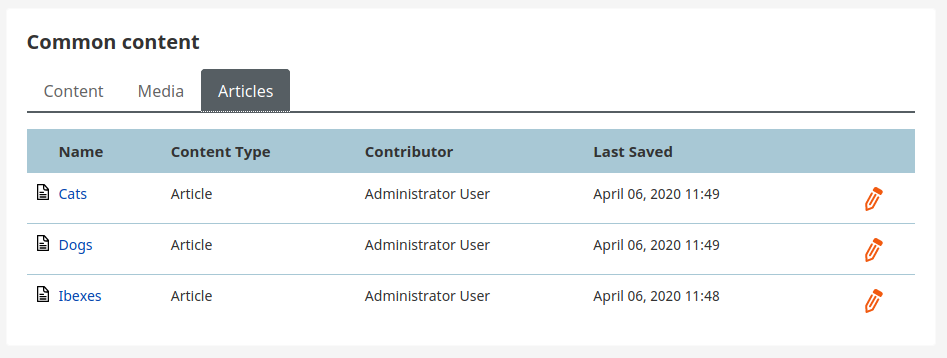 Common content
Content Media Articles
Name Content Type Contributor Last Saved
Cats Article Administrator User April 06, 2020 11:49
Dogs Article Administrator User April 06, 2020 11:49
Ibexes Article Administrator User April 06, 2020 11:48